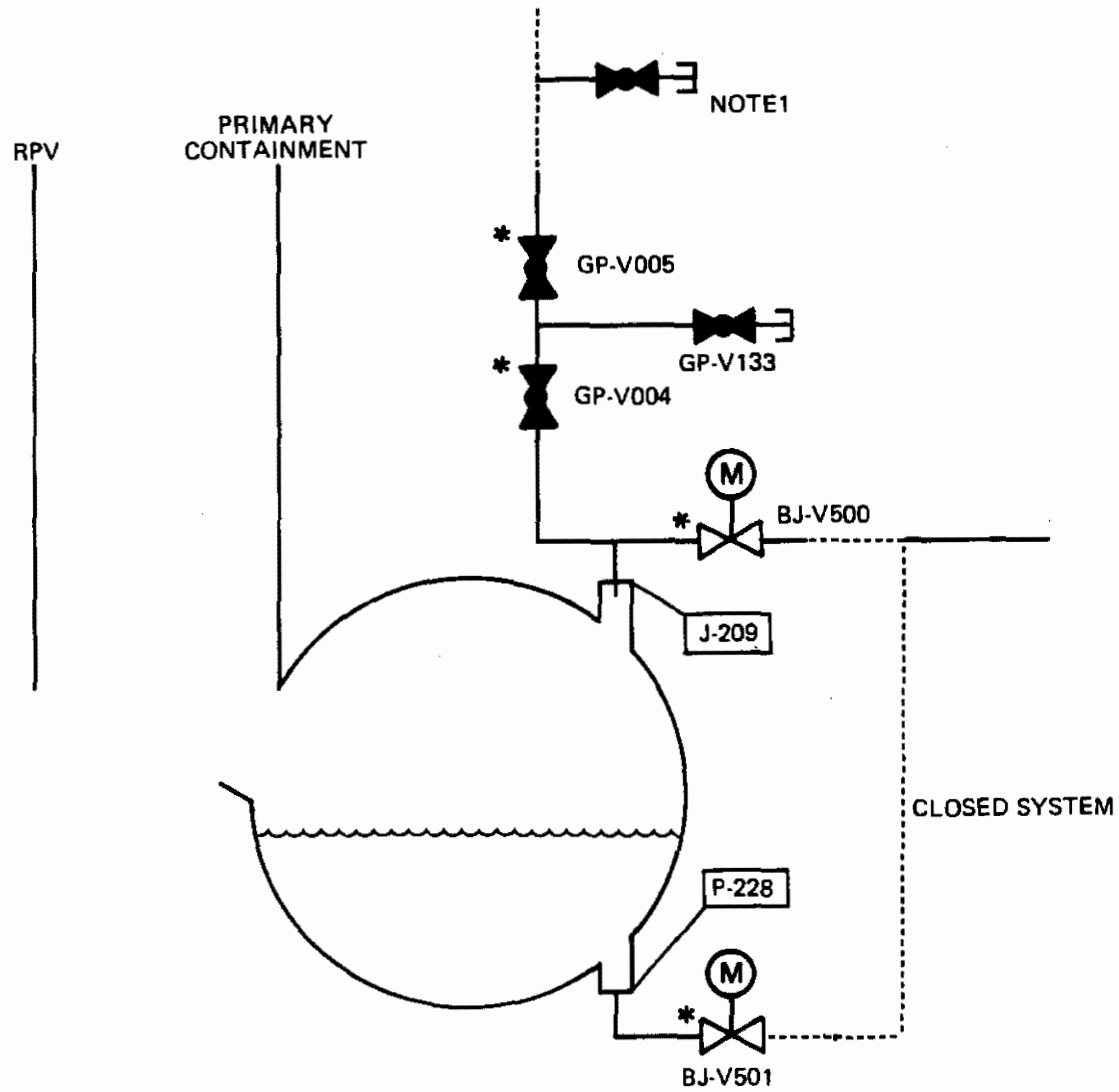 NOTE1
RPV
PRIMARY
CONTAINMENT
* GP-V005
GP-V133
* GP-V004
M
* BJ-V500
J-209
CLOSED SYSTEM
P-228
M
*
BJ-V501